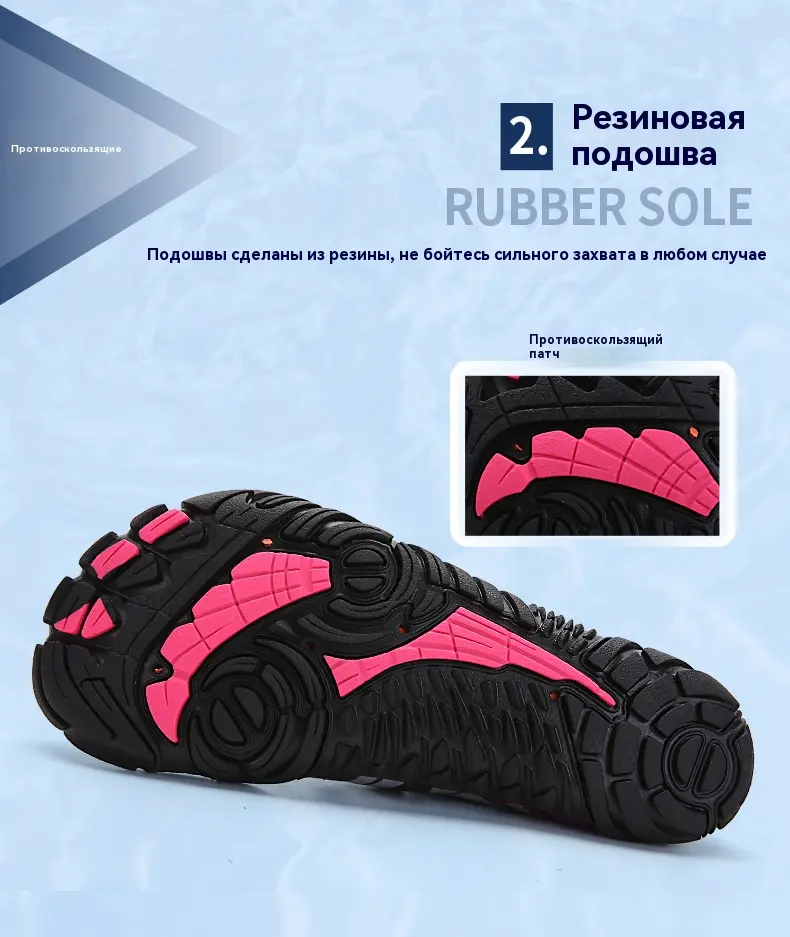 Противоскользящие
2.
Резиновая
подошва
RUBBER SOLE
Подошвы сделаны из резины, не бойтесь сильного захвата в любом случае
Противоскользящий
патч